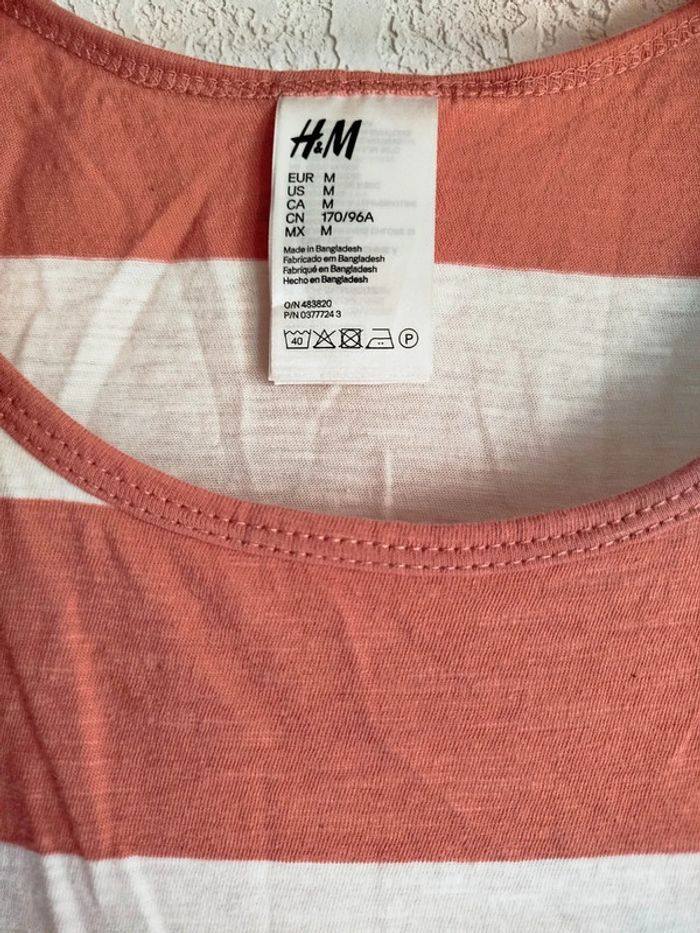 H&M
EUR M
US M
CA M
CN 170/96A
MX M
Made in Bangladesh
Fabricado em Bangladesh
Fabriqué en Bangladesh
Hecho en Bangladesh
O/N 483820
P/N 0377724 3
40 P